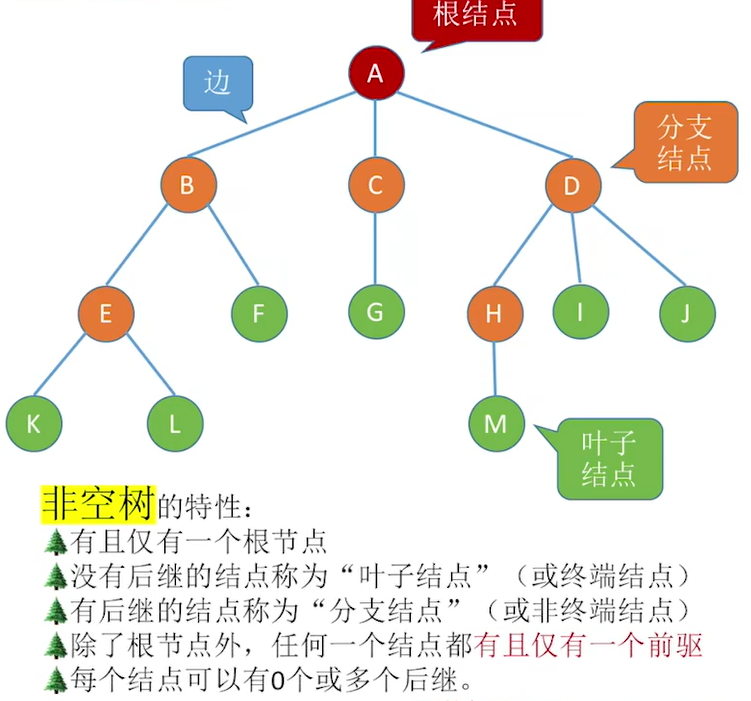 根结点
A
边
分支
结点
B
C
D
E
F
G
H
I
J
K
L
M
叶子
结点
非空树的特性：
有且仅有一个根节点
没有后继的结点称为“叶子结点”（或终端结点）
有后继的结点称为“分支结点”（或非终端结点）
除了根节点外，任何一个结点都有且仅有一个前驱
每个结点可以有0个或多个后继。